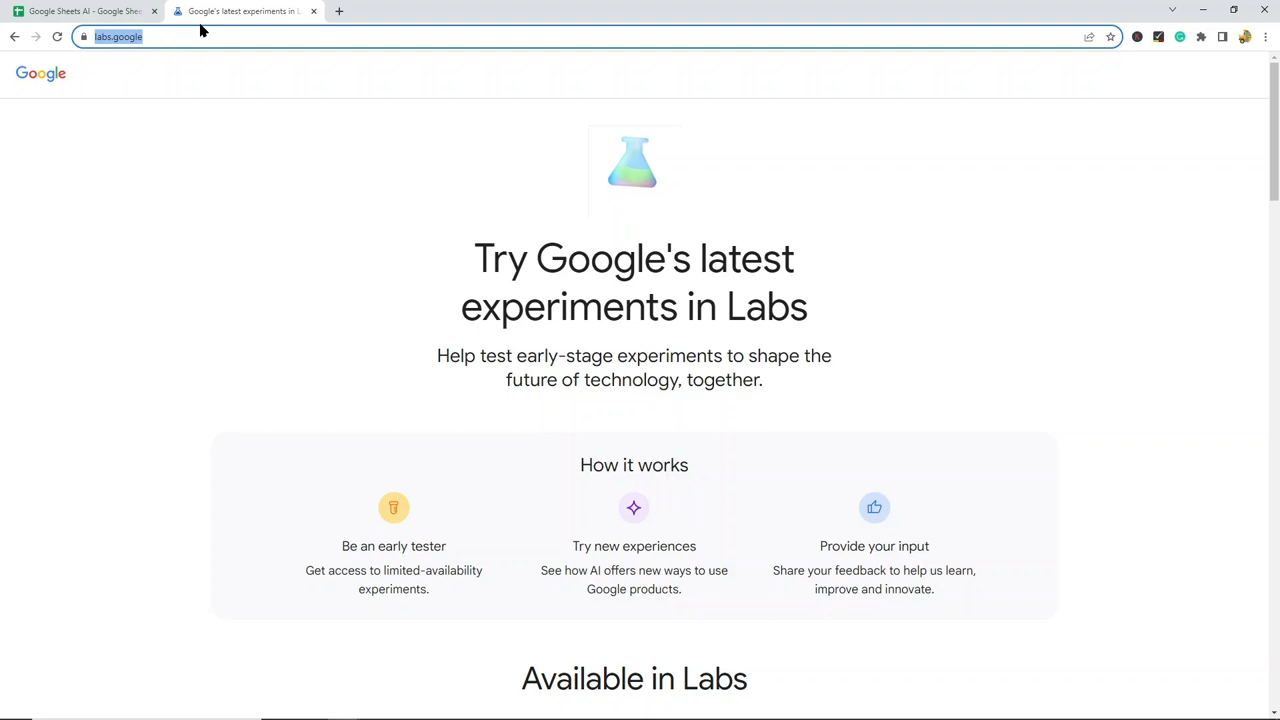 Google Sheets AI - Google She
Google's latest experiments in L
labs.google
Google
Try Google's latest
experiments in Labs
Help test early-stage experiments to shape the
future of technology, together.
How it works
Be an early tester
Get access to limited-availability
experiments.
Try new experiences
See how AI offers new ways to use
Google products.
Provide your input
Share your feedback to help us learn,
improve and innovate.
Available in Labs